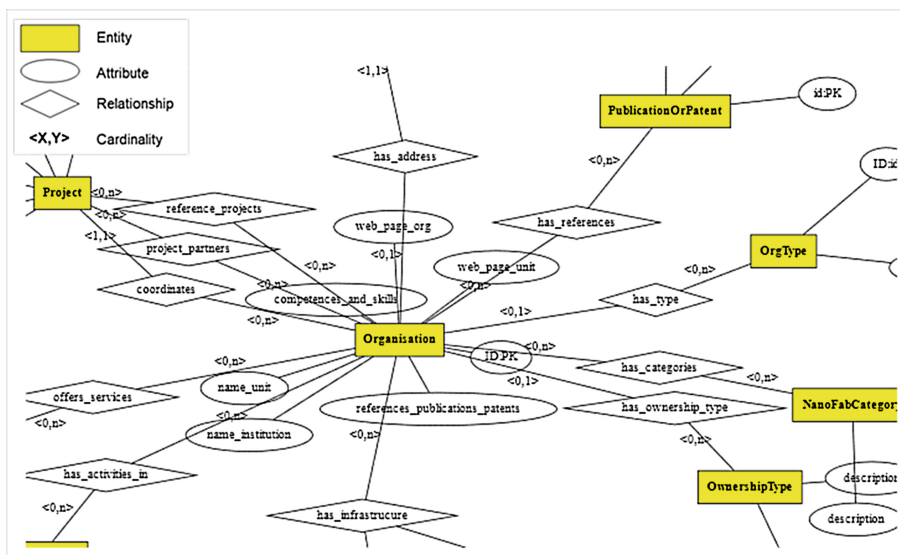 Entity
Attribute
Relationship
<X,Y> Cardinality
<1,1>
id:PK
PublicationOrPatent
has_address
<0,n>
ID:id
Project
<0,n>
reference_projects
<0,n>
web_page_org
has_references
<1,1>
project_partners
<0,1>
OrgType
<0,n>
web_page_unit
<0,n>
coordinates
<0,n>
competences_and_skills
has_type
<0,n>
<0,1>
Organisation
ID:PK
<0,n>
<0,n>
has_categories
name_unit
<0,1>
<0,n>
offers_services
references_publications_patents
has_ownership_type
NanoFabCategory
<0,n>
name_institution
<0,n>
<0,n>
has_activities_in
OwnershipType
description
<0,n>
has_infrastrucure
description